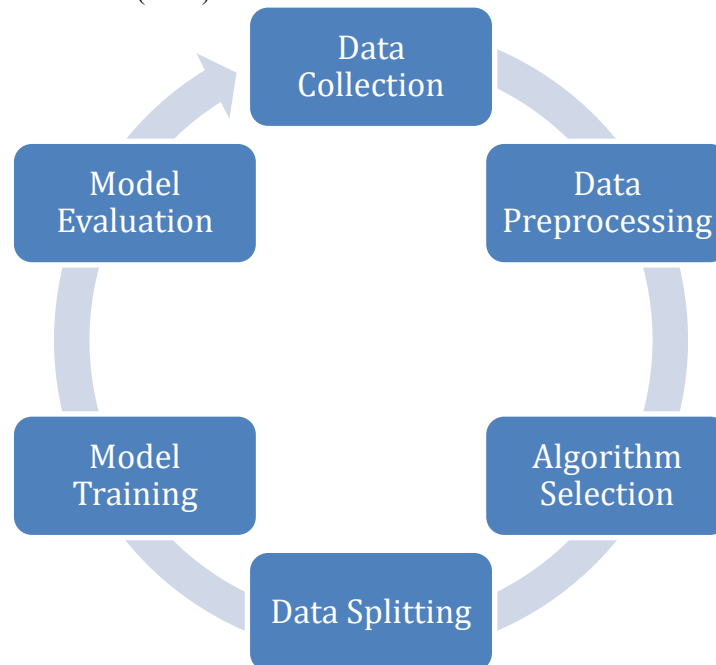 Data
Collection
Data
Preprocessing
Algorithm
Selection
Data Splitting
Model
Training
Model
Evaluation